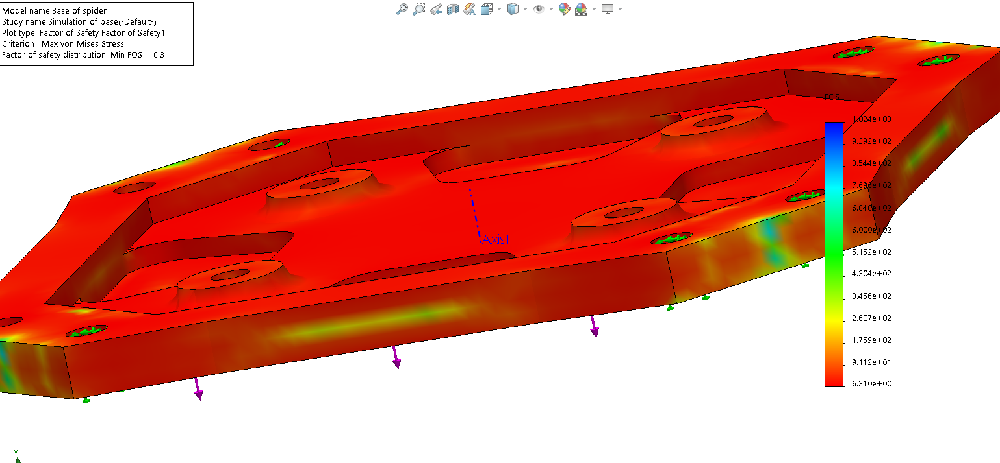 Model name:Base of spider
Study name:Simulation of base(-Default-)
Plot type: Factor of Safety Factor of Safety1
Criterion : Max von Mises Stress
Factor of safety distribution: Min FOS = 6.3
FOS
1.024e+03
9.392e+02
8.544e+02
7.696e+02
6.848e+02
6.000e+02
5.152e+02
4.304e+02
3.456e+02
2.607e+02
1.759e+02
9.112e+01
6.310e+00
Axis1
Y